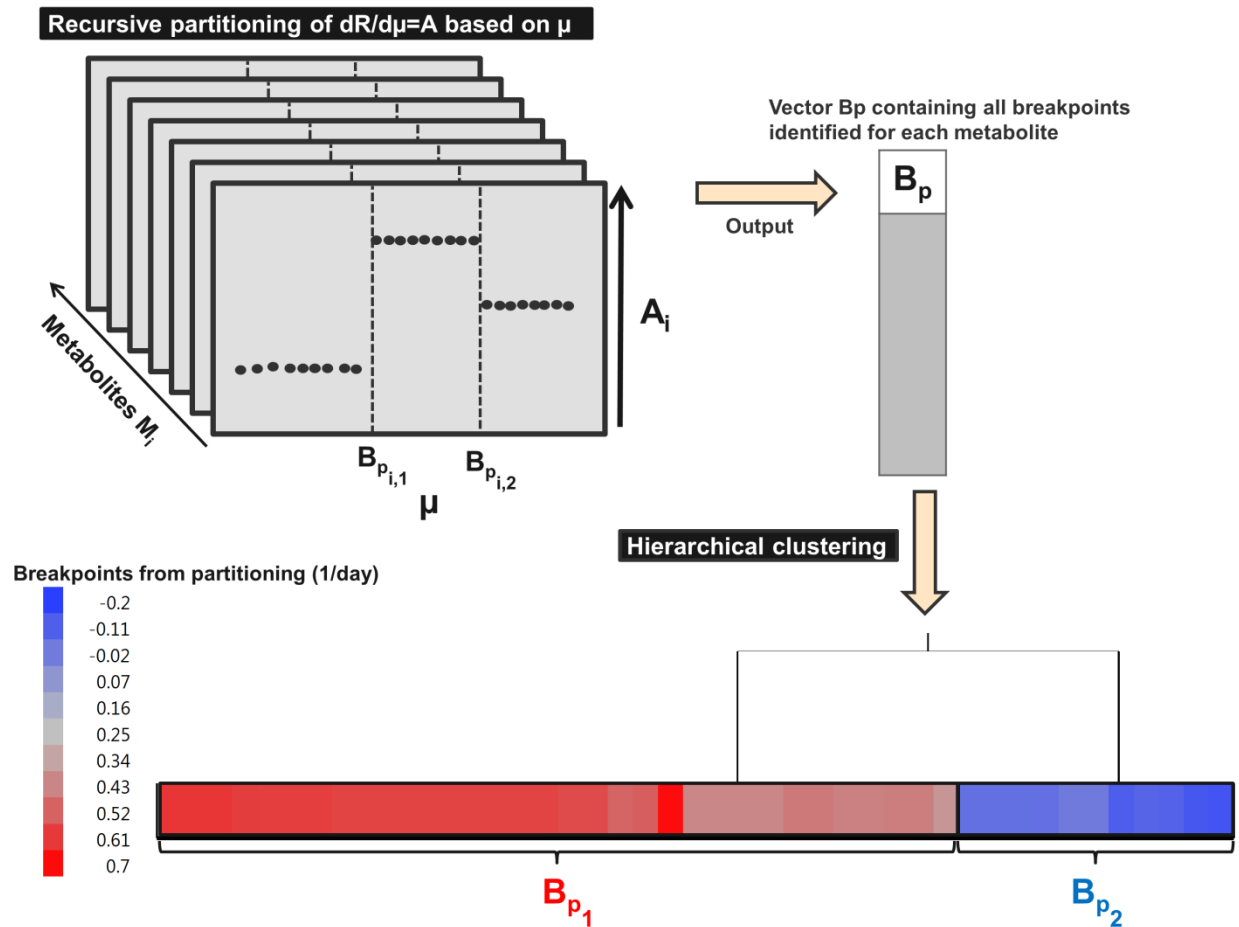 Recursive partitioning of dR/dµ=A based on µ
Vector Bp containing all breakpoints
identified for each metabolite
Bp
Output
Ai
Metabolites Mi
Bpi,1
Bpi,2
µ
Hierarchical clustering
Breakpoints from partitioning (1/day)
-0.2
-0.11
-0.02
0.07
0.16
0.25
0.34
0.43
0.52
0.61
0.7
Bp1
Bp2